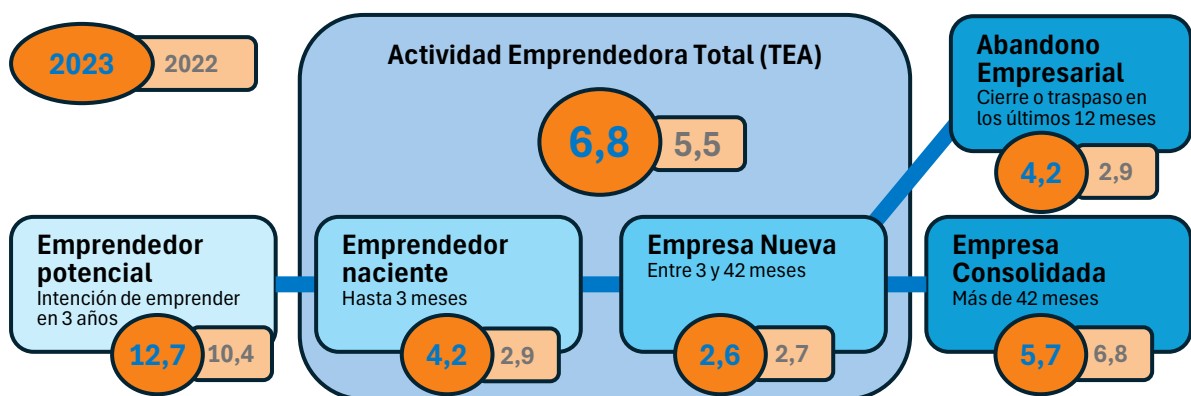 2023
2022
Actividad Emprendedora Total (TEA)
6,8
5,5
Abandono
Empresarial
Cierre o traspaso en
los últimos 12 meses
4,2
2,9
Emprendedor
potencial
Intención de emprender
en 3 años
12,7
10,4
Emprendedor
naciente
Hasta 3 meses
4,2
2,9
Empresa Nueva
Entre 3 y 42 meses
2,6
2,7
Empresa
Consolidada
Más de 42 meses
5,7
6,8